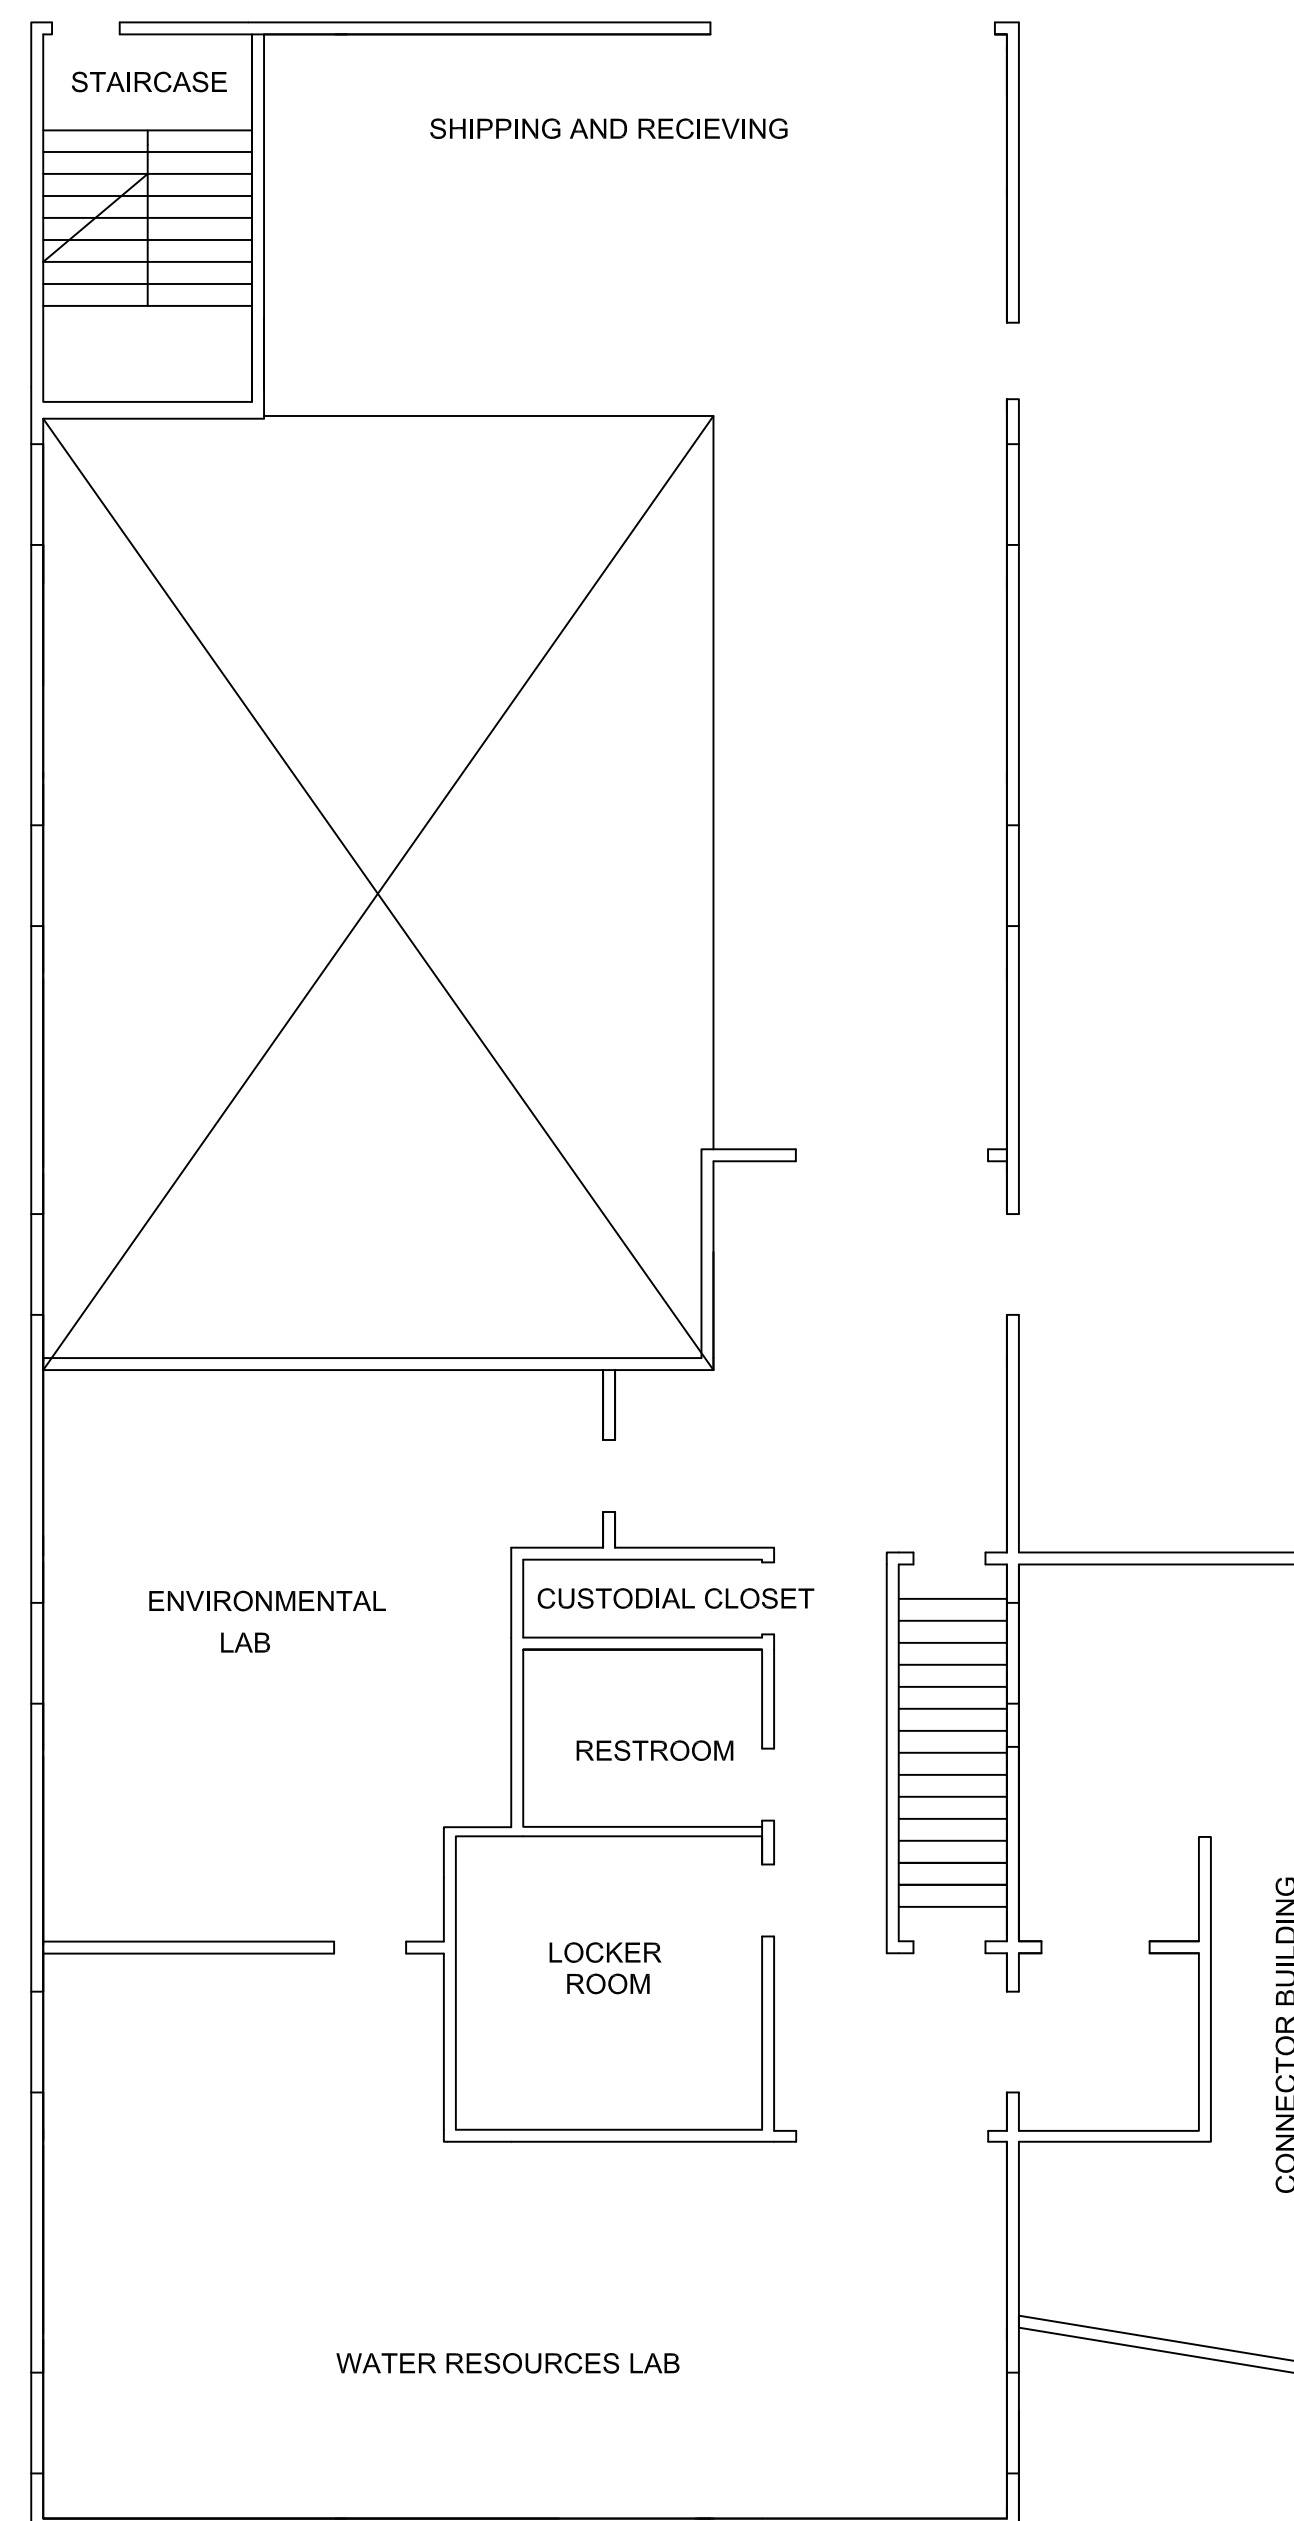 STAIRCASE
SHIPPING AND RECIEVING
ENVIRONMENTAL
LAB
CUSTODIAL CLOSET
RESTROOM
LOCKER
ROOM
CONNECTOR BUILDING
WATER RESOURCES LAB